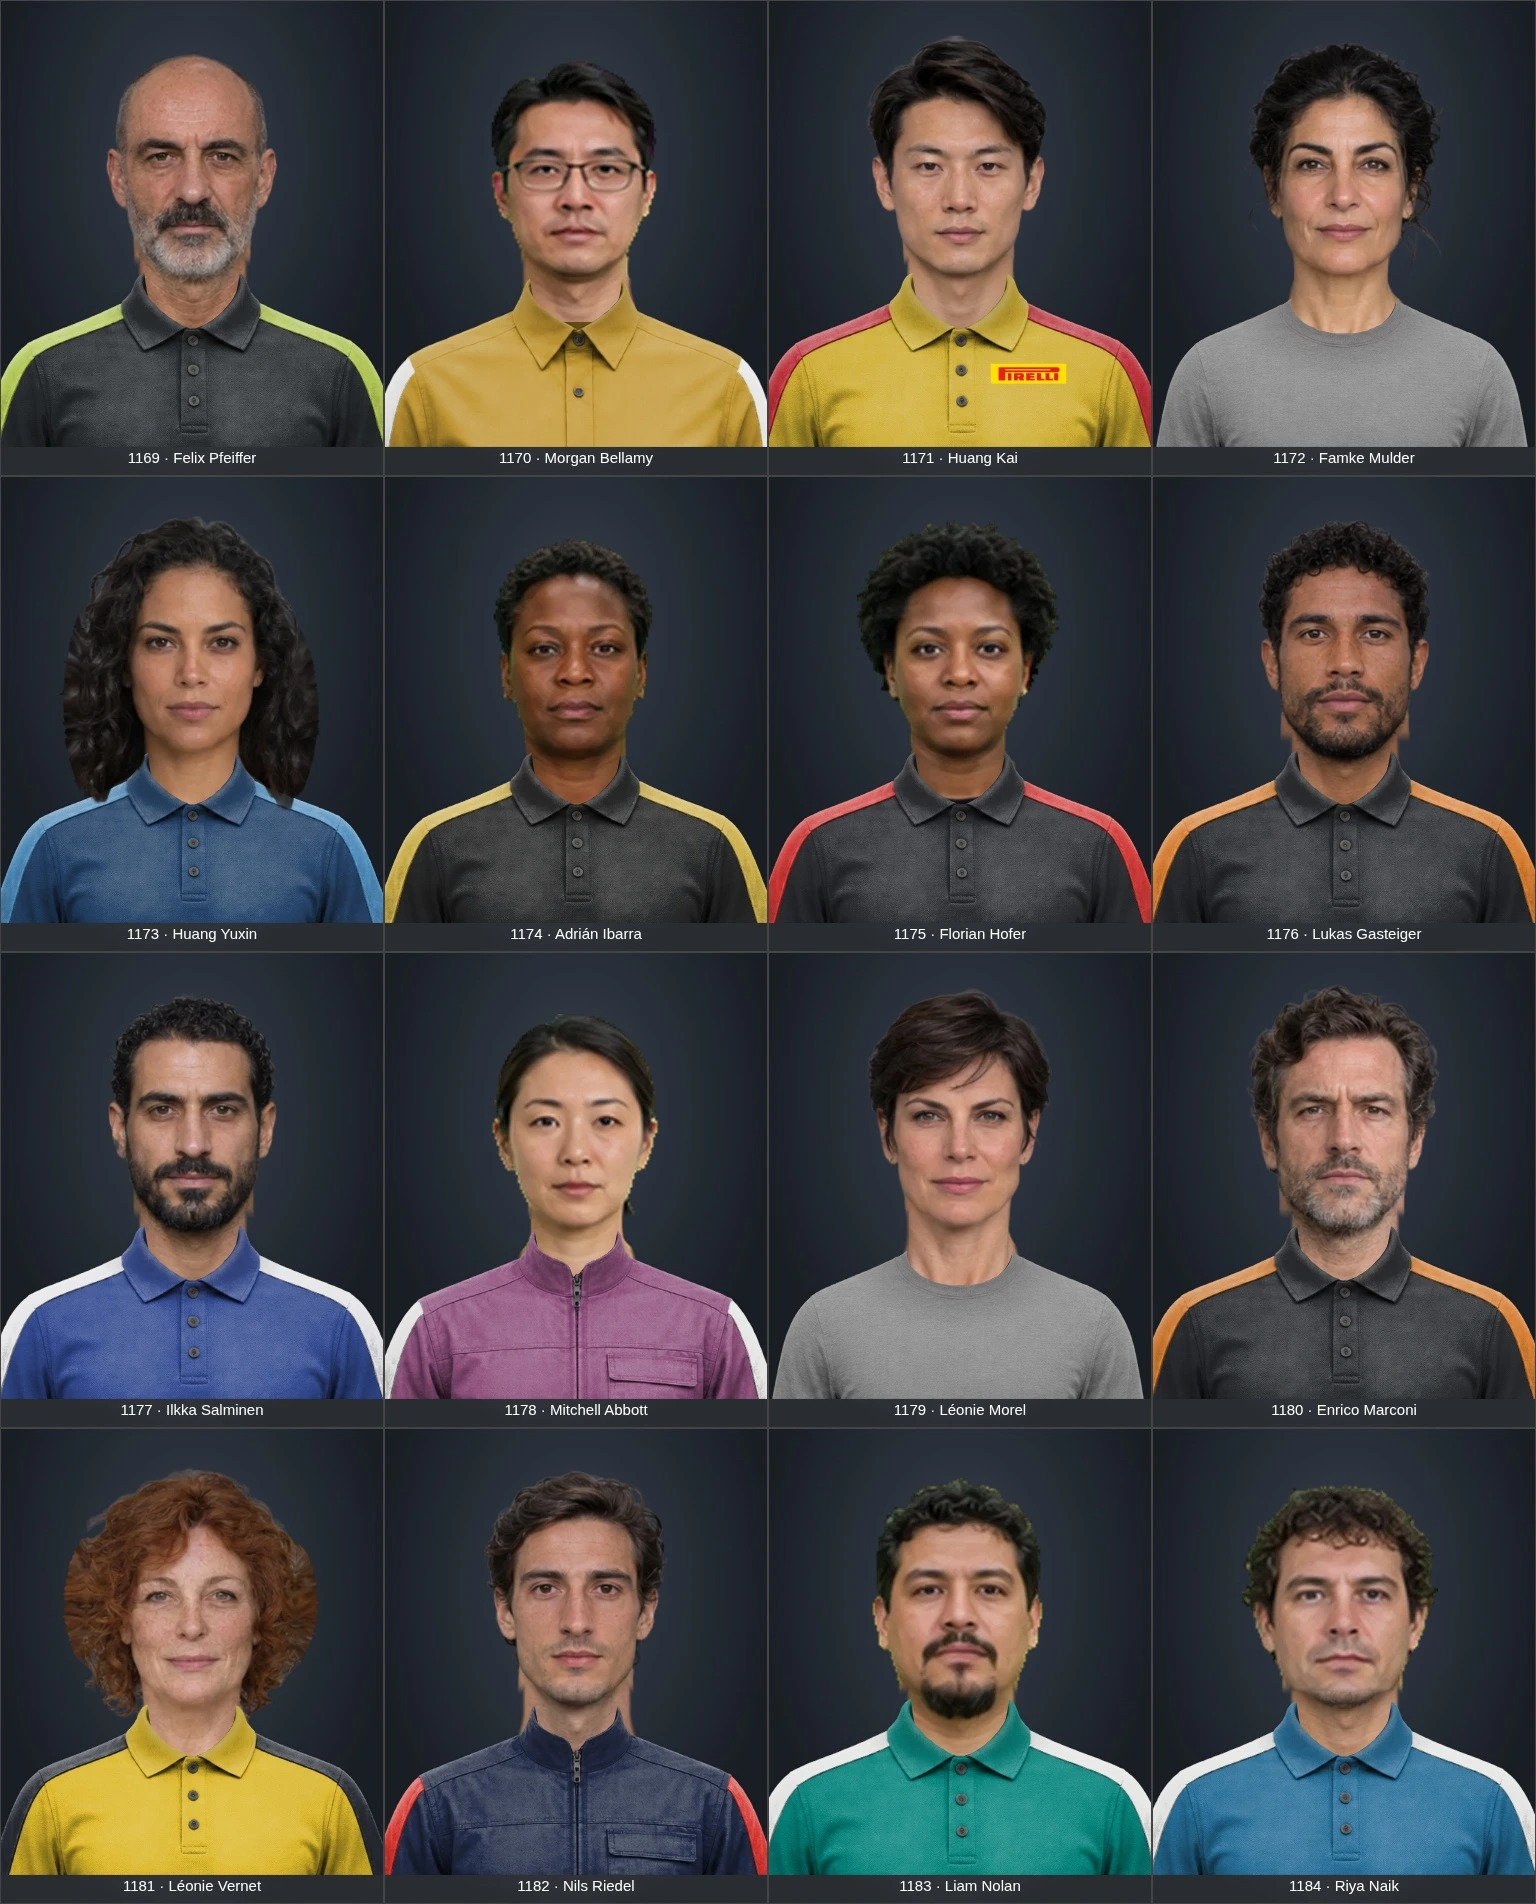 PIRELLI
1169 · Felix Pfeiffer
1170 · Morgan Bellamy
1171 · Huang Kai
1172 · Famke Mulder
1173 · Huang Yuxin
1174 · Adrián Ibarra
1175 · Florian Hofer
1176 · Lukas Gasteiger
1177 · Ilkka Salminen
1178 · Mitchell Abbott
1179 · Léonie Morel
1180 · Enrico Marconi
1181 · Léonie Vernet
1182 · Nils Riedel
1183 · Liam Nolan
1184 · Riya Naik